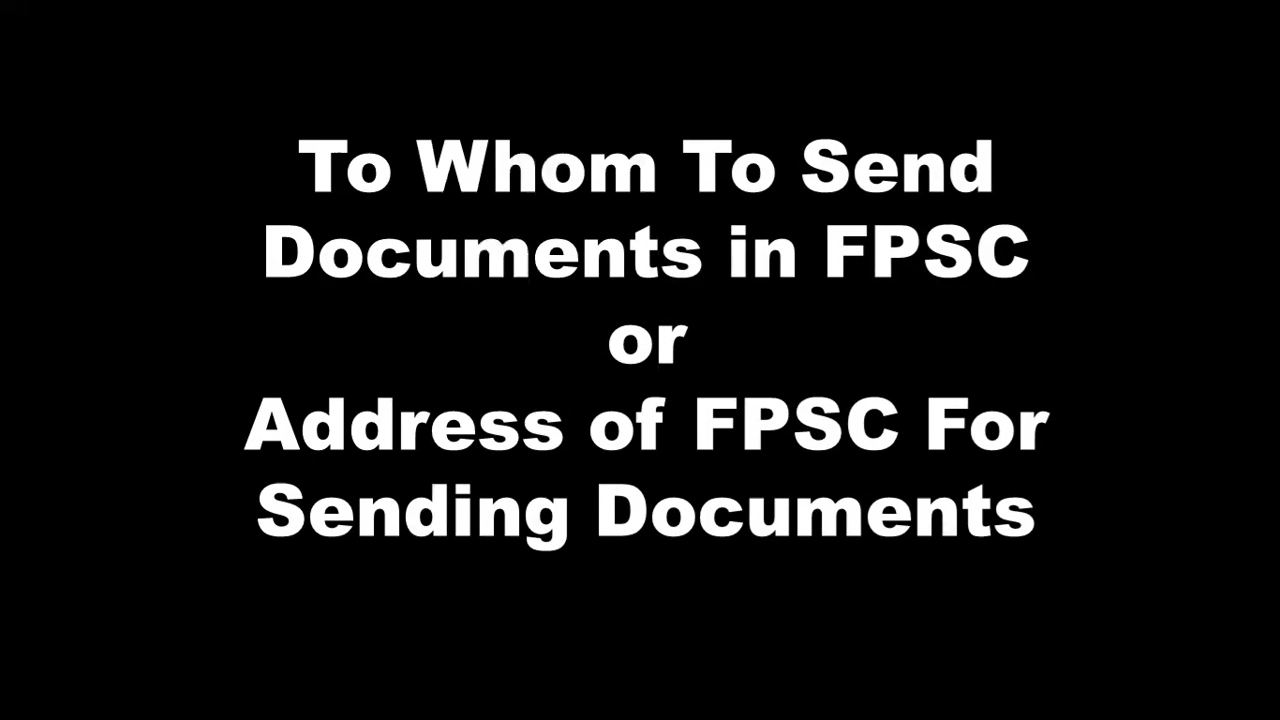 To Whom To Send
Documents in FPSC
or
Address of FPSC For
Sending Documents